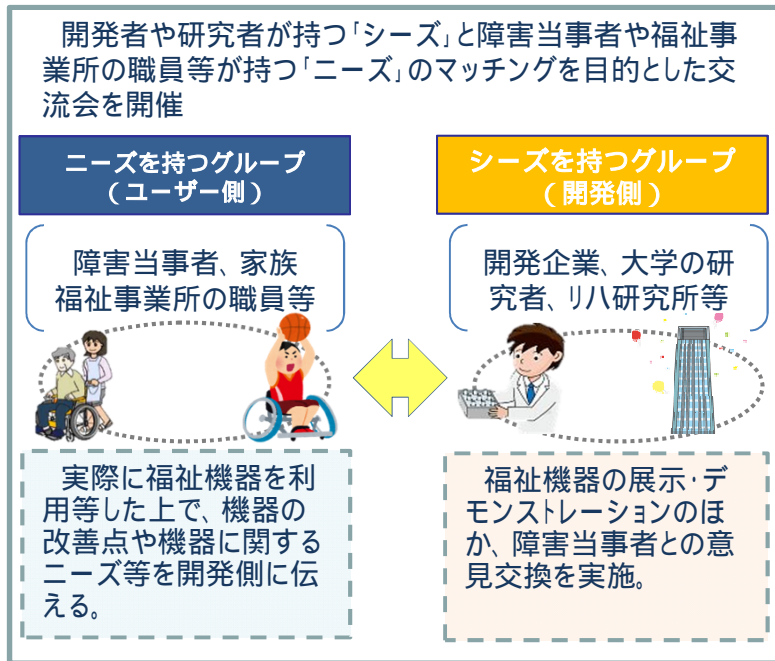 開発者や研究者が持つ「シーズ」と障害当事者や福祉事
業所の職員等が持つ「ニーズ」のマッチングを目的とした交
流会を開催
ニーズを持つグループ
(ユーザー側)
障害当事者、家族
福祉事業所の職員等
実際に福祉機器を利
用等した上で、機器の
改善点や機器に関する
ニーズ等を開発側に伝
える。
シーズを持つグループ
(開発側)
開発企業、大学の研
究者、リハ研究所等
福祉機器の展示・デ
モンストレーションのほ
か、障害当事者との意
見交換を実施。